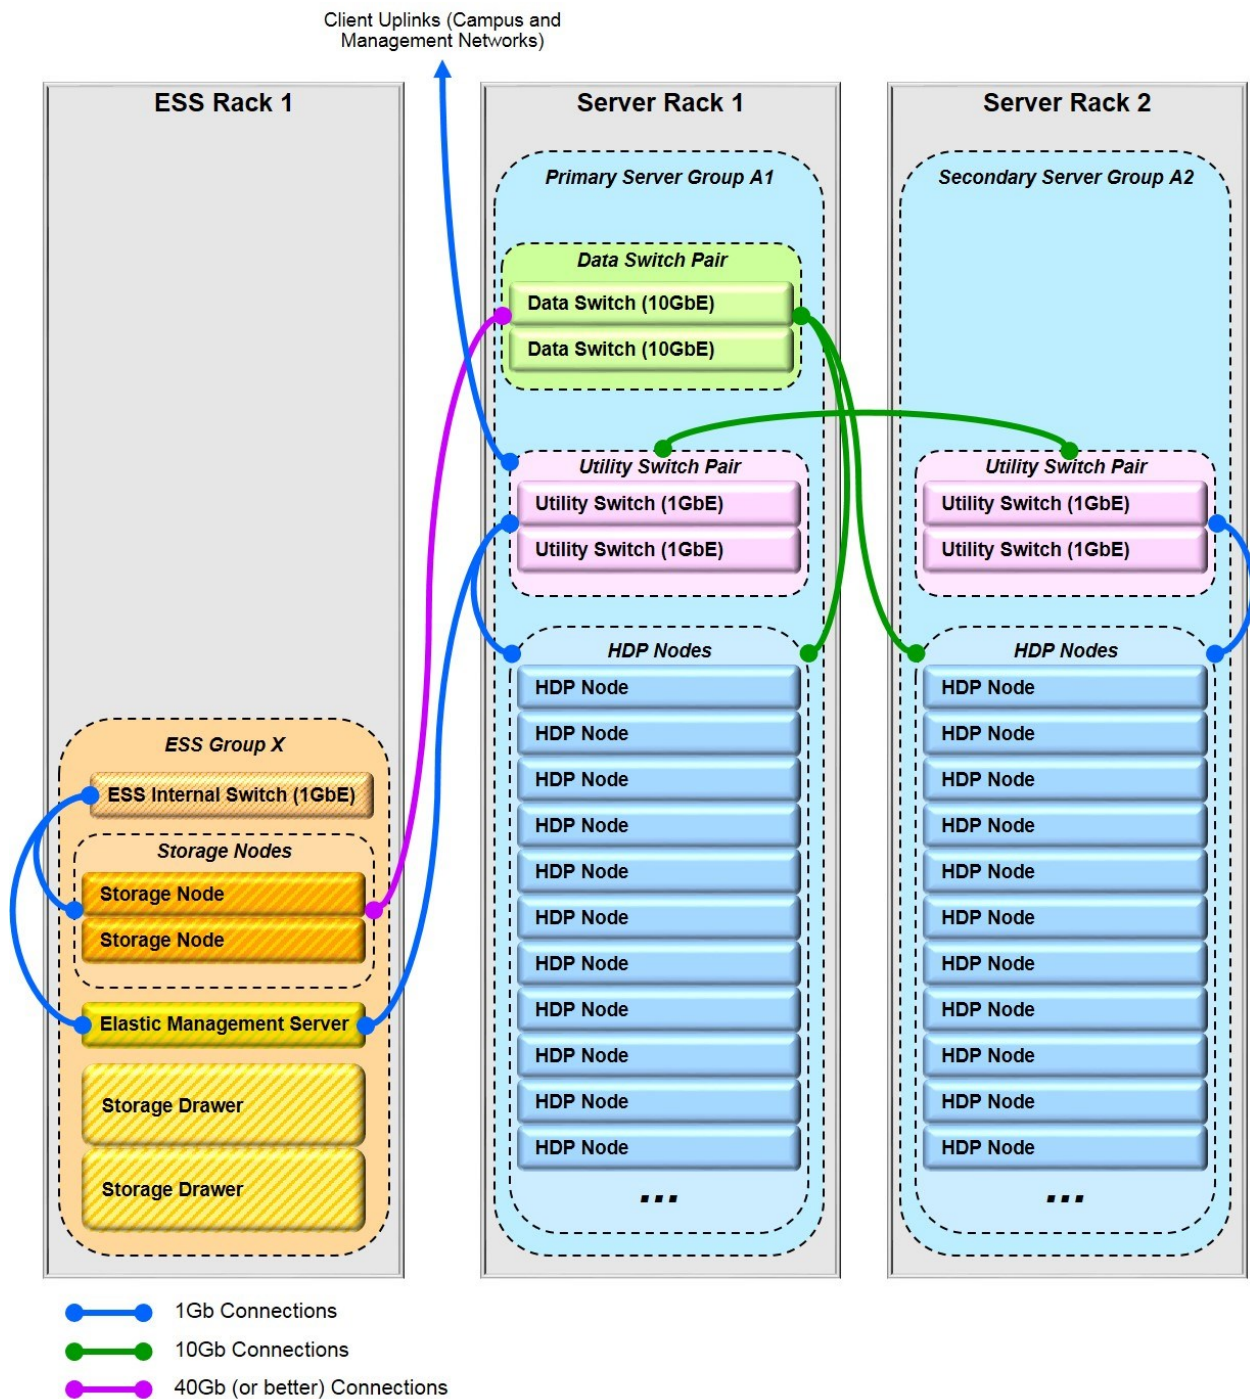 Client Uplinks (Campus and
Management Networks)
ESS Rack 1
ESS Group X
ESS Internal Switch (1GbE)
Storage Nodes
Storage Node
Storage Node
Elastic Management Server
Storage Drawer
Storage Drawer
Server Rack 1
Primary Server Group A1
Data Switch Pair
Data Switch (10GbE)
Data Switch (10GbE)
Utility Switch Pair
Utility Switch (1GbE)
Utility Switch (1GbE)
HDP Nodes
HDP Node
HDP Node
HDP Node
HDP Node
HDP Node
HDP Node
HDP Node
HDP Node
HDP Node
HDP Node
HDP Node
...
Server Rack 2
Secondary Server Group A2
Utility Switch Pair
Utility Switch (1GbE)
Utility Switch (1GbE)
HDP Nodes
HDP Node
HDP Node
HDP Node
HDP Node
HDP Node
HDP Node
HDP Node
HDP Node
HDP Node
HDP Node
HDP Node
...
1Gb Connections
10Gb Connections
40Gb (or better) Connections